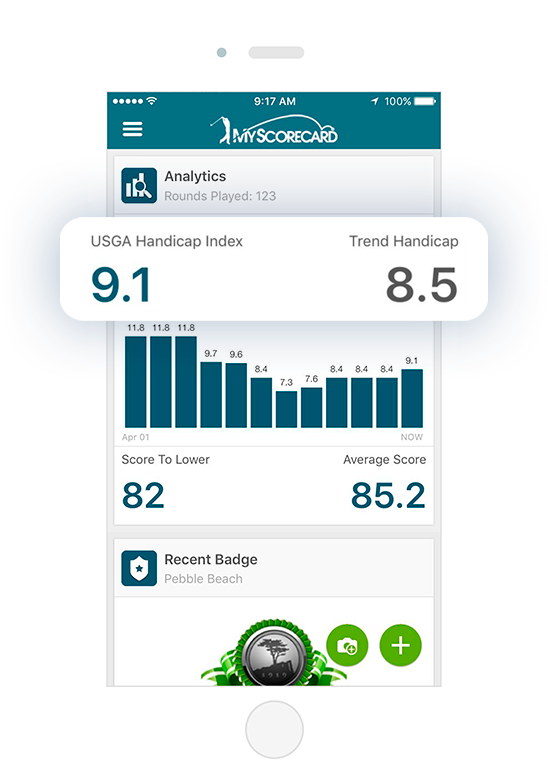 9:17 AM 100%
MYSCORECARD
Analytics
Rounds Played: 123
USGA Handicap Index Trend Handicap
9.1 8.5
11.8 11.8 11.8 9.7 9.6 8.4 7.3 7.6 8.4 8.4 8.4 9.1
Apr 01 NOW
Score To Lower Average Score
82 85.2
Recent Badge
Pebble Beach
1919